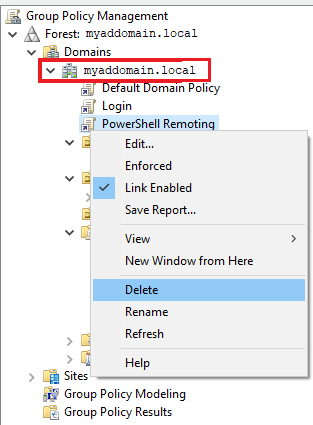 Group Policy Management
Forest: myaddomain.local
Domains
myaddomain.local
Default Domain Policy
Login
PowerShell Remoting
Edit...
Enforced
Link Enabled
Save Report...
View
New Window from Here
Delete
Rename
Refresh
Help
Sites
Group Policy Modeling
Group Policy Results